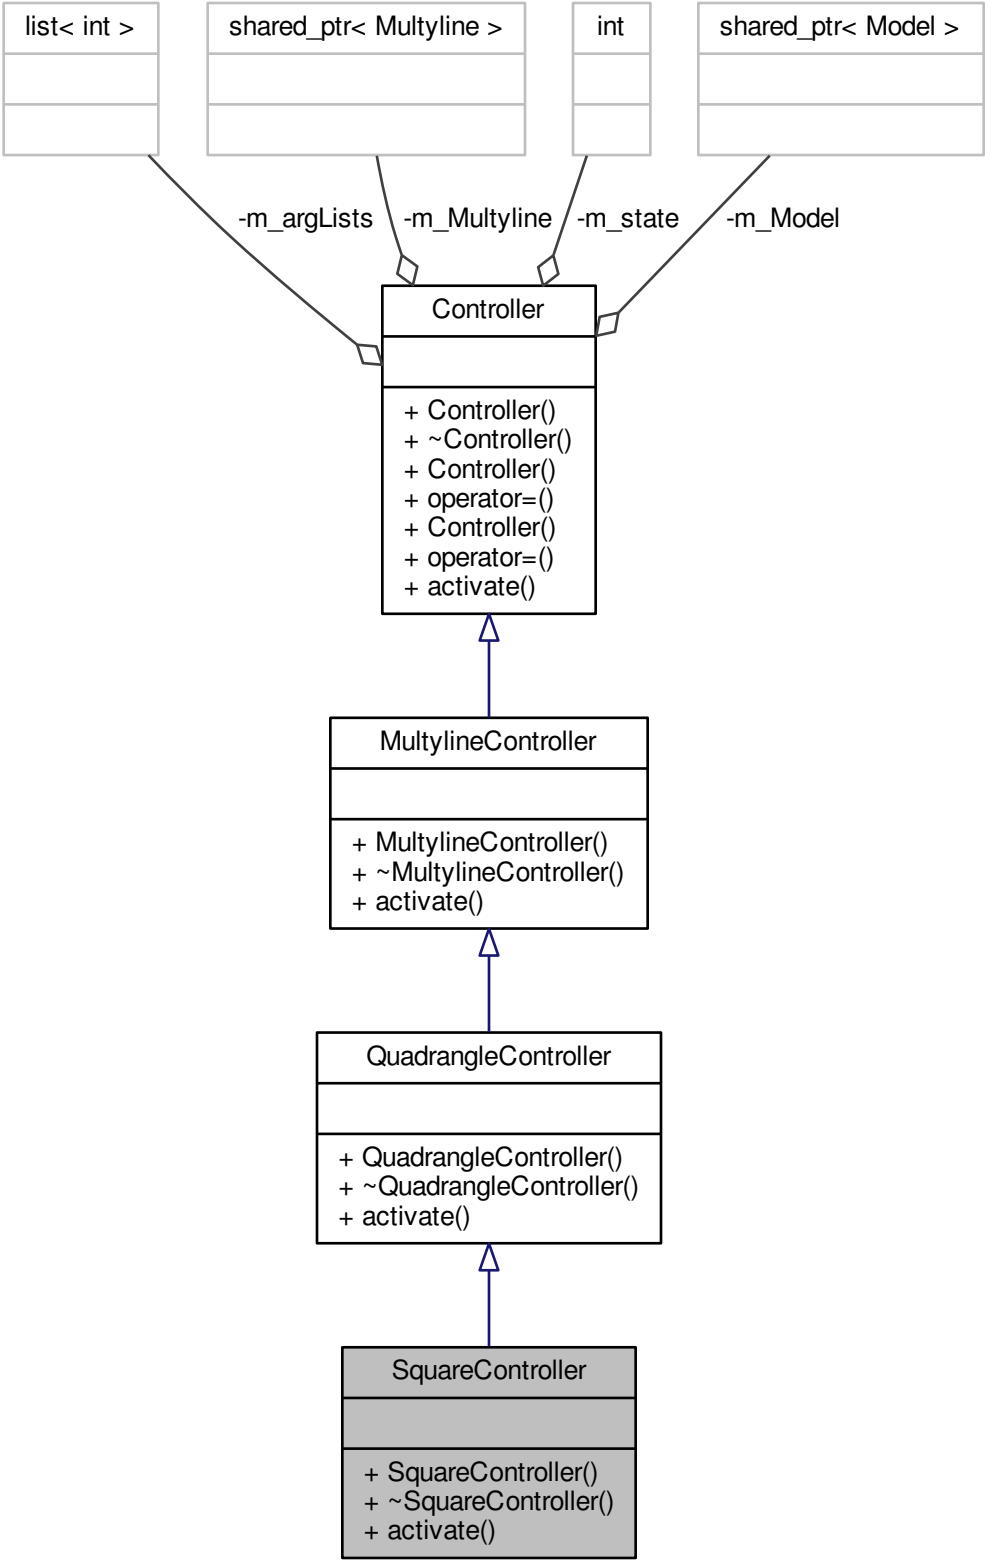 list< int >
shared_ptr< Multyline >
int
shared_ptr< Model >
-m_argLists
-m_Multyline
-m_state
-m_Model
Controller
+ Controller()
+ ~Controller()
+ Controller()
+ operator=()
+ Controller()
+ operator=()
+ activate()
MultylineController
+ MultylineController()
+ ~MultylineController()
+ activate()
QuadrangleController
+ QuadrangleController()
+ ~QuadrangleController()
+ activate()
SquareController
+ SquareController()
+ ~SquareController()
+ activate()